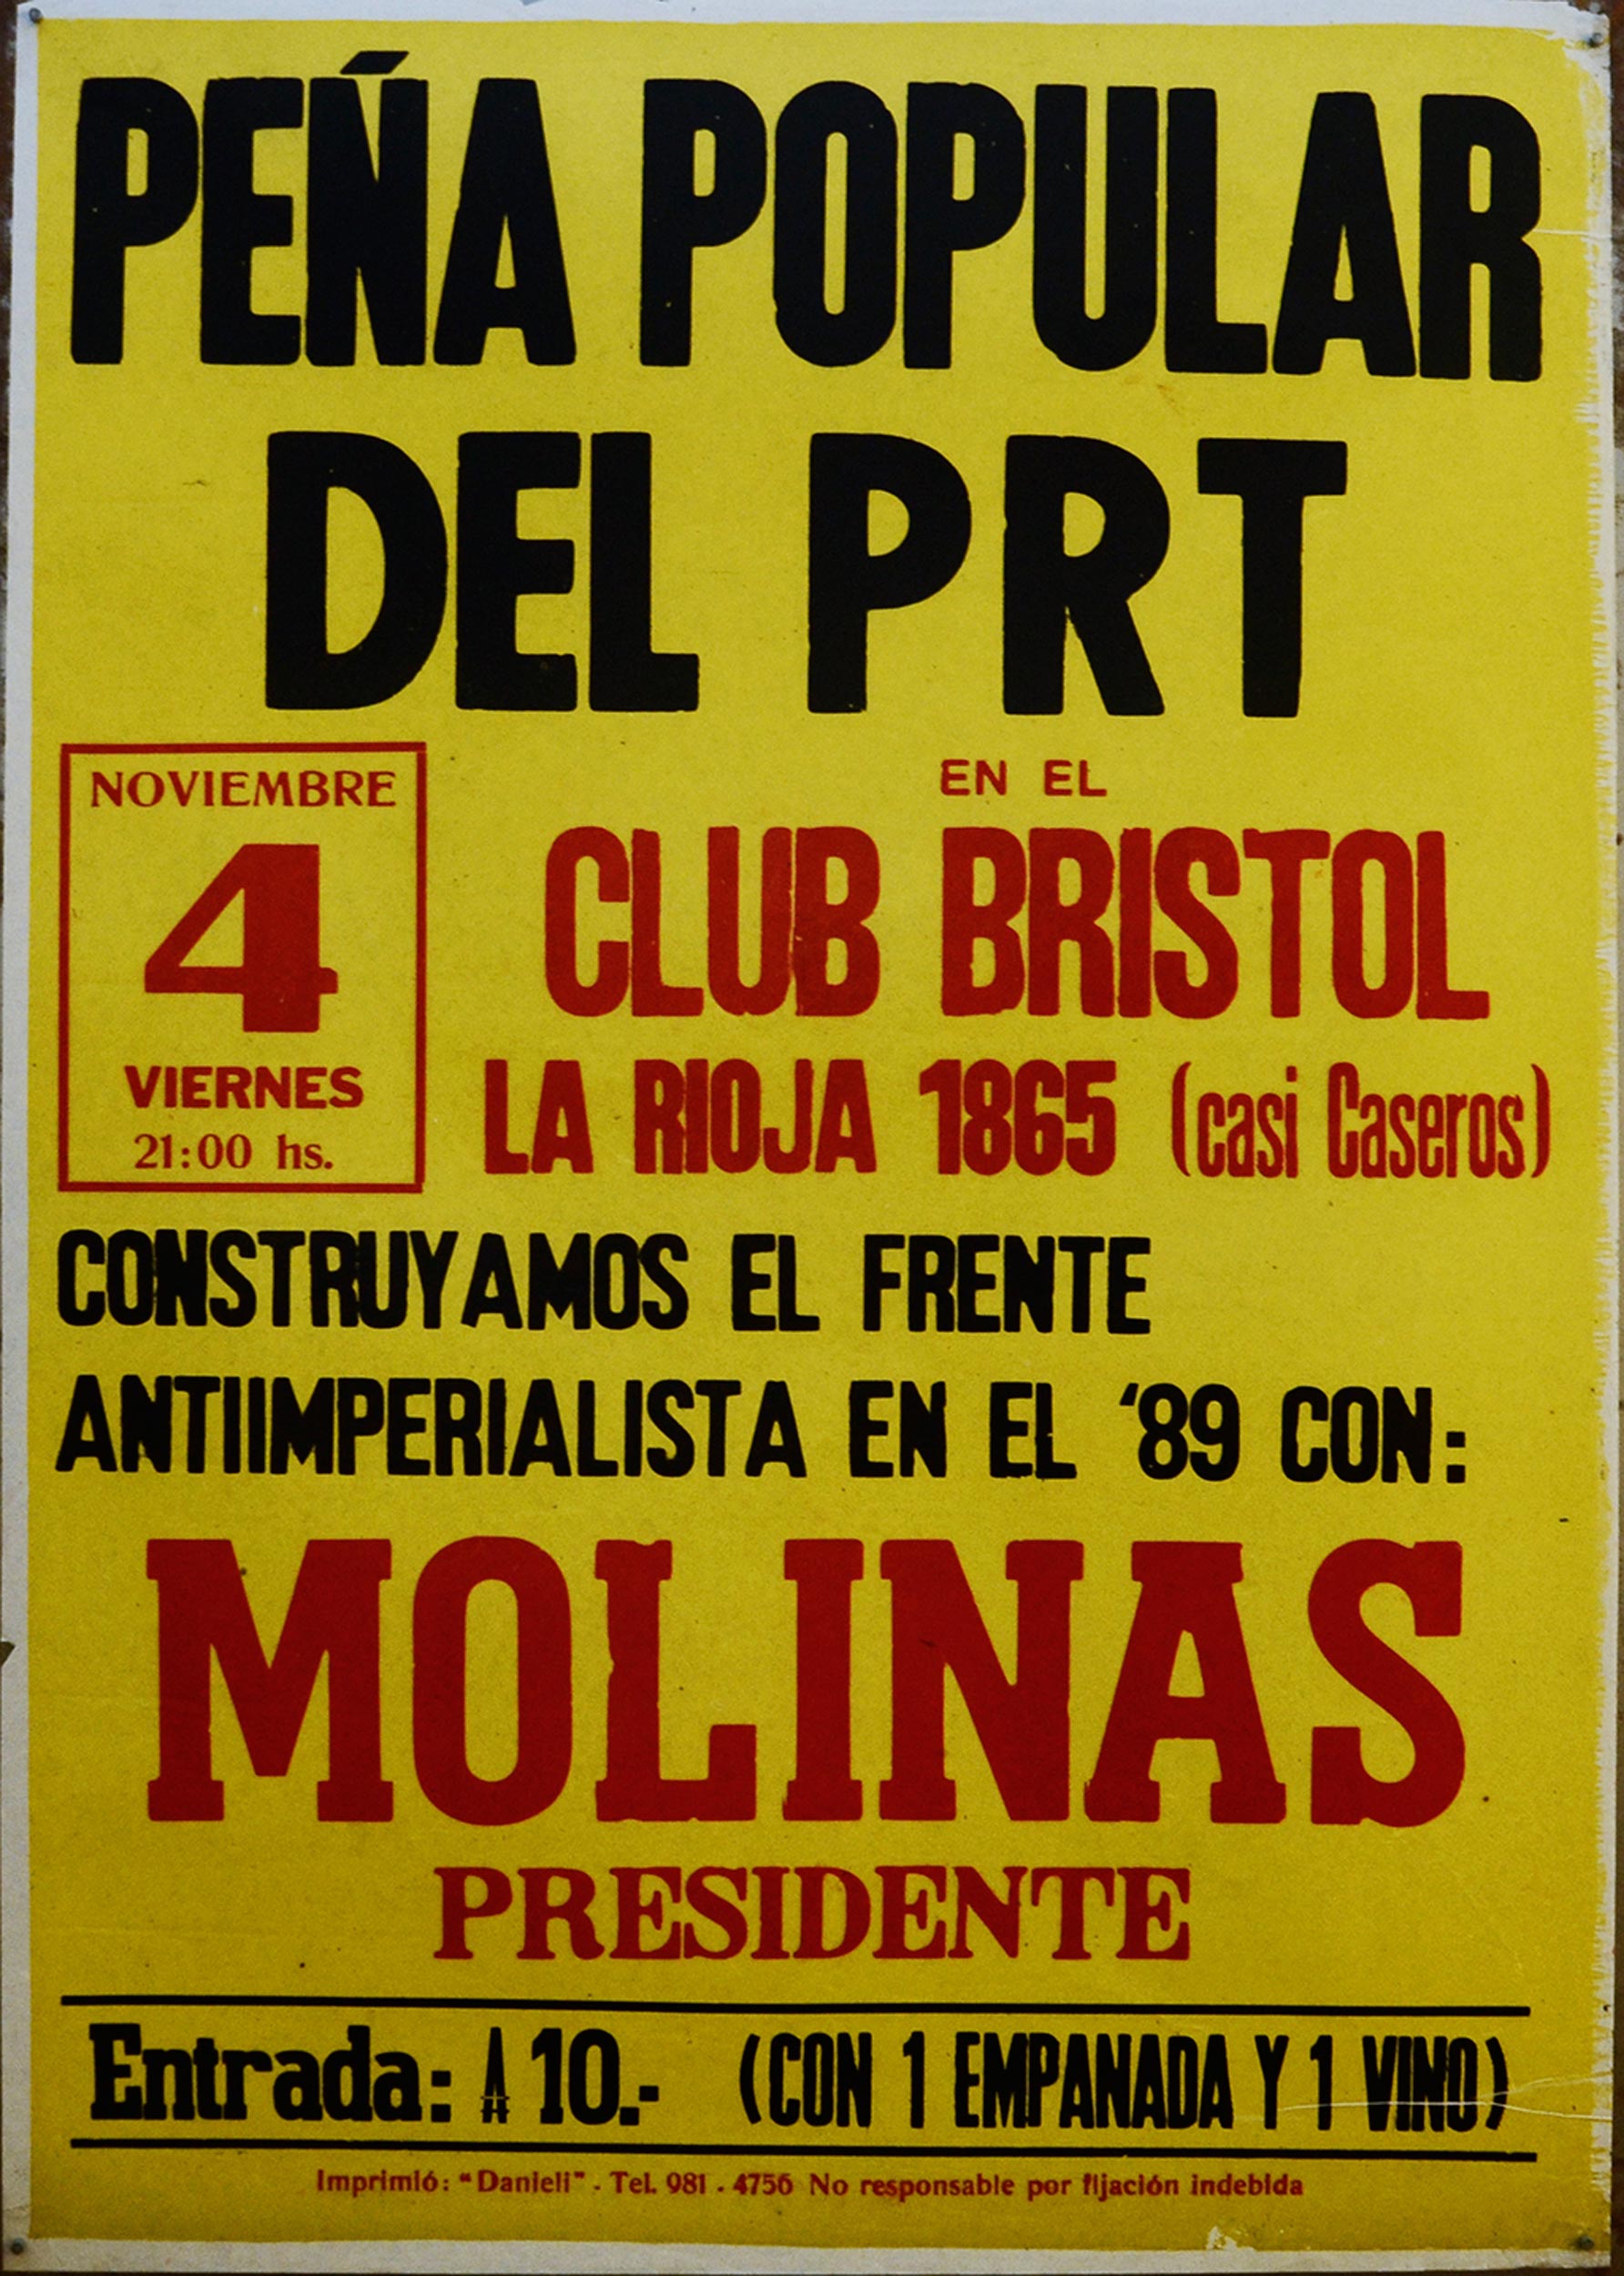 PEÑA POPULAR
DEL PRT
NOVIEMBRE
4
VIERNES
21:00 hs.
EN EL
CLUB BRISTOL
LA RIOJA 1865 (casi Caseros)
CONSTRUYAMOS EL FRENTE
ANTIIMPERIALISTA EN EL ‘89 CON:
MOLINAS
PRESIDENTE
Entrada: ₳ 10.- (CON 1 EMPANADA Y 1 VINO)
Imprimió: “Danieli” - Tel. 981 - 4756 No responsable por fijación indebida